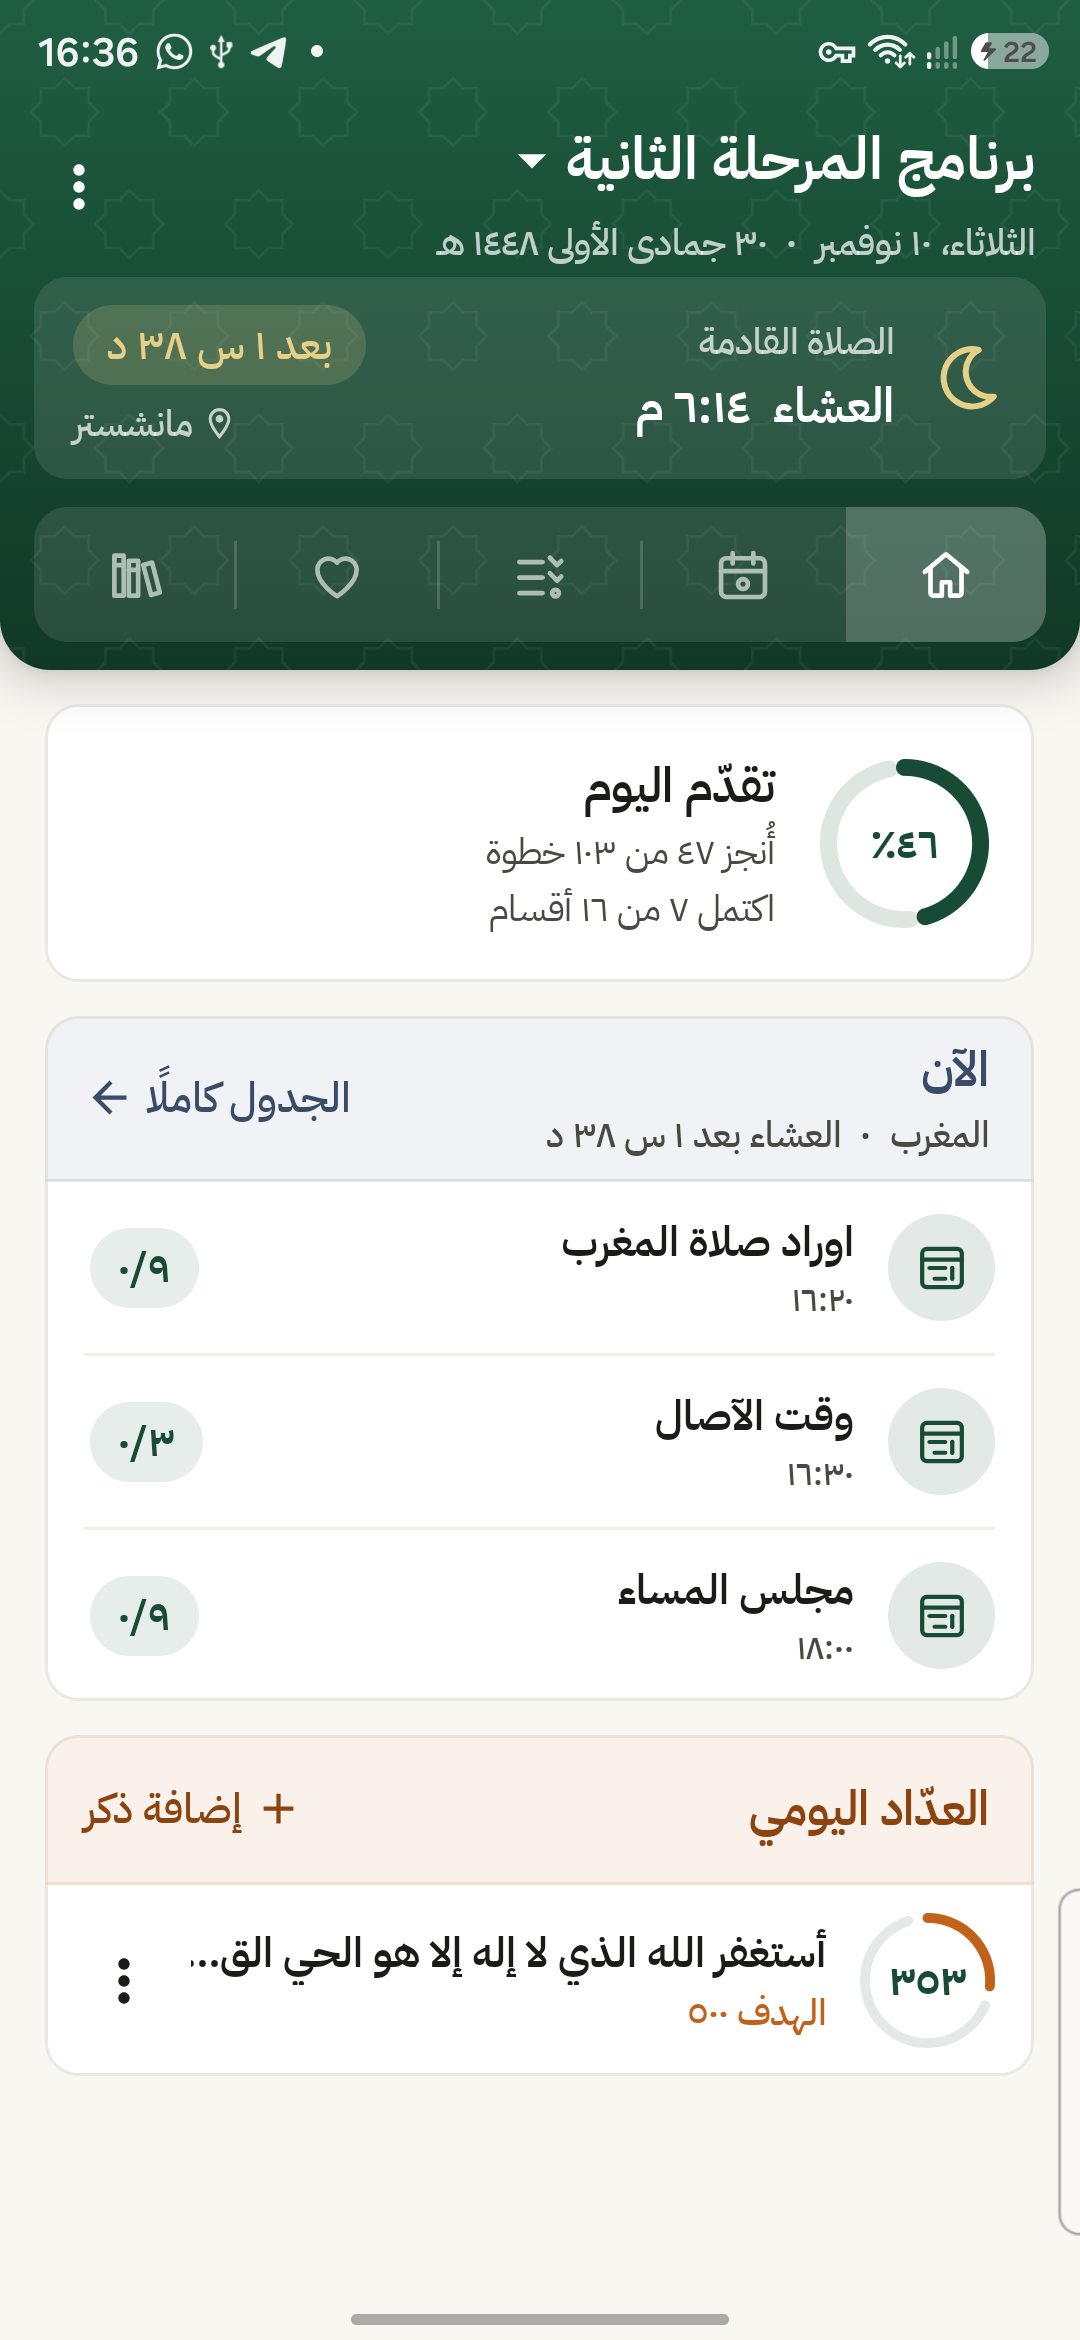 16:36
22
برنامج المرحلة الثانية
الثلاثاء، ١٠ نوفمبر · ٣٠ جمادى الأولى ١٤٤٨ هـ
الصلاة القادمة
بعد ١ س ٣٨ د
العشاء ٦:١٤ م
مانشستر
٤٦٪
تقدّم اليوم
أُنجز ٤٧ من ١٠٣ خطوة
اكتمل ٧ من ١٦ أقسام
الآن
الجدول كاملًا
المغرب · العشاء بعد ١ س ٣٨ د
اوراد صلاة المغرب
١٦:٢٠
٠/٩
وقت الآصال
١٦:٣٠
٠/٣
مجلس المساء
١٨:٠٠
٠/٩
العدّاد اليومي
إضافة ذكر
٣٥٣
أستغفر الله الذي لا إله إلا هو الحي الق...
الهدف ٥٠٠